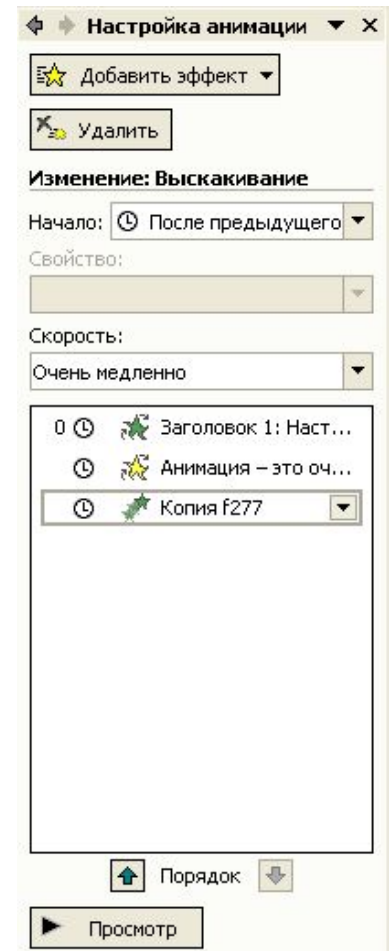 Настройка анимации
Добавить эффект
Удалить
Изменение: Выскакивание
Начало: После предыдущего
Свойство:
Скорость:
Очень медленно
0 Заголовок 1: Наст...
Анимация – это оч...
Копия f277
Порядок
Просмотр